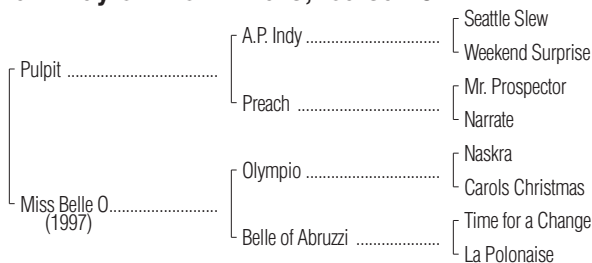 Pulpit ..............................
A.P. Indy ...........................
Seattle Slew
Weekend Surprise
Preach ..............................
Mr. Prospector
Narrate
Miss Belle O......................
(1997)
Olympio ...........................
Naskra
Carols Christmas
Belle of Abruzzi .................
Time for a Change
La Polonaise